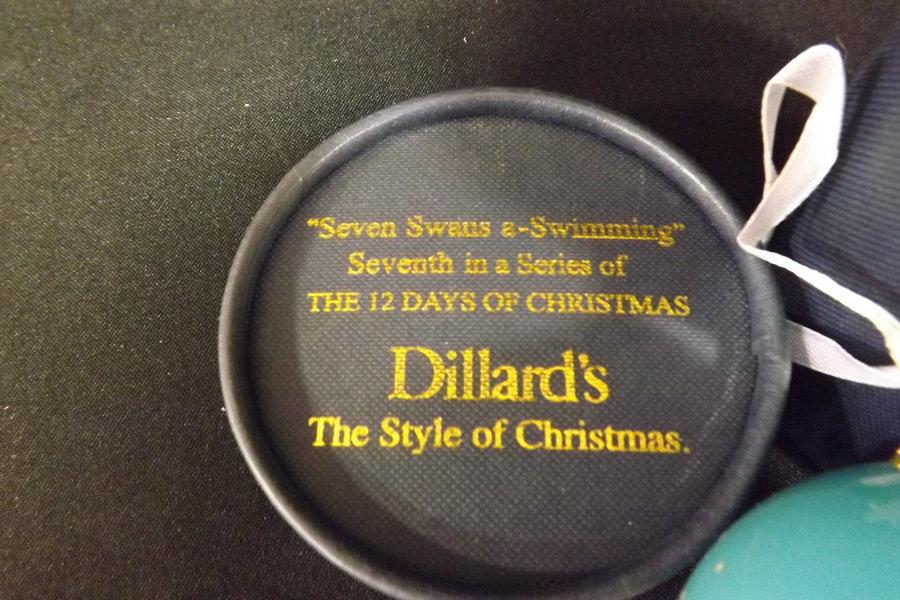 "Seven Swans a-Swimming"
Seventh in a Series of
THE 12 DAYS OF CHRISTMAS
Dillard's
The Style of Christmas.